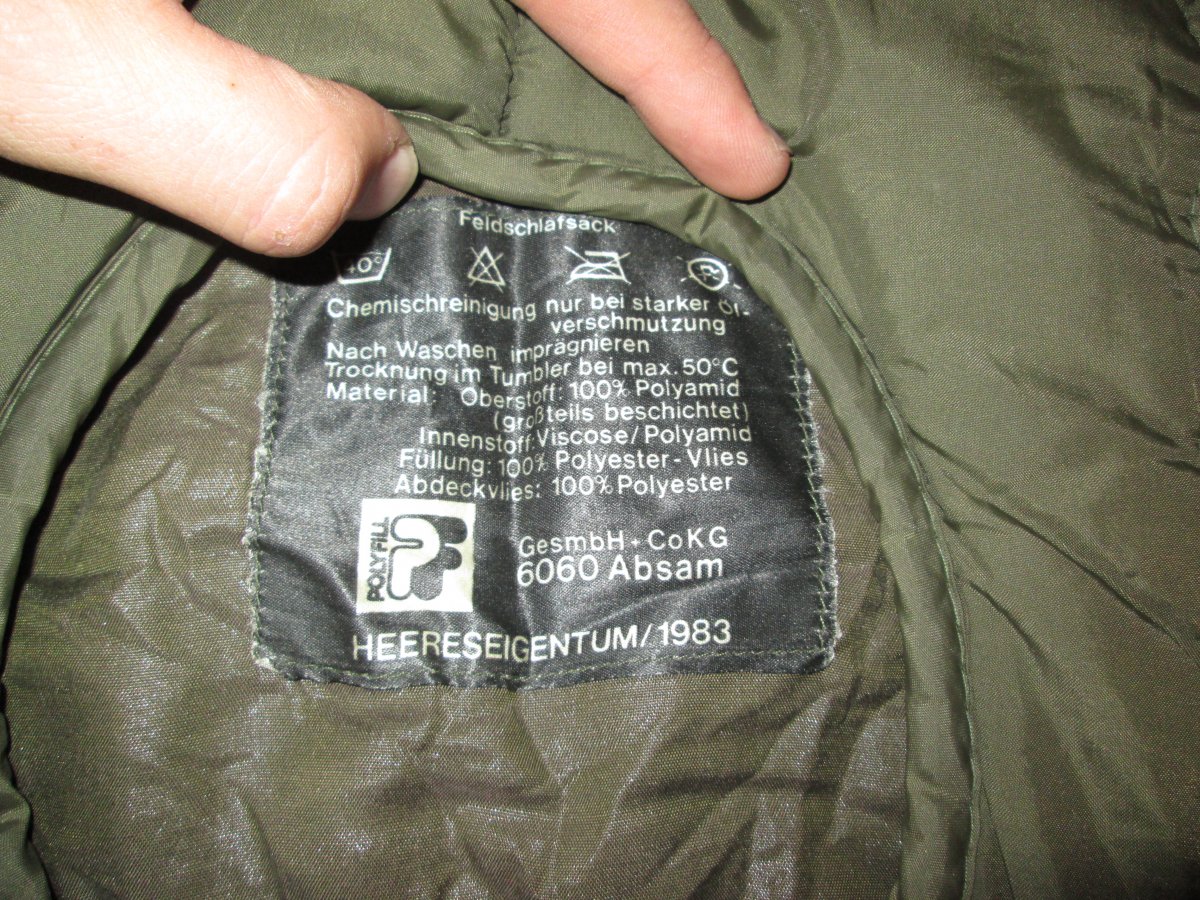 Feldschlafsack
40°
Chemischreinigung nur bei starker Öl-
verschmutzung
Nach Waschen imprägnieren
Trocknung im Tumbler bei max. 50°C
Material: Oberstoff: 100% Polyamid
(großteils beschichtet)
Innenstoff: Viscose/Polyamid
Füllung: 100% Polyester-Vlies
Abdeckvlies: 100% Polyester
POLYFILL
GesmbH + CoKG
6060 Absam
HEERESEIGENTUM/1983